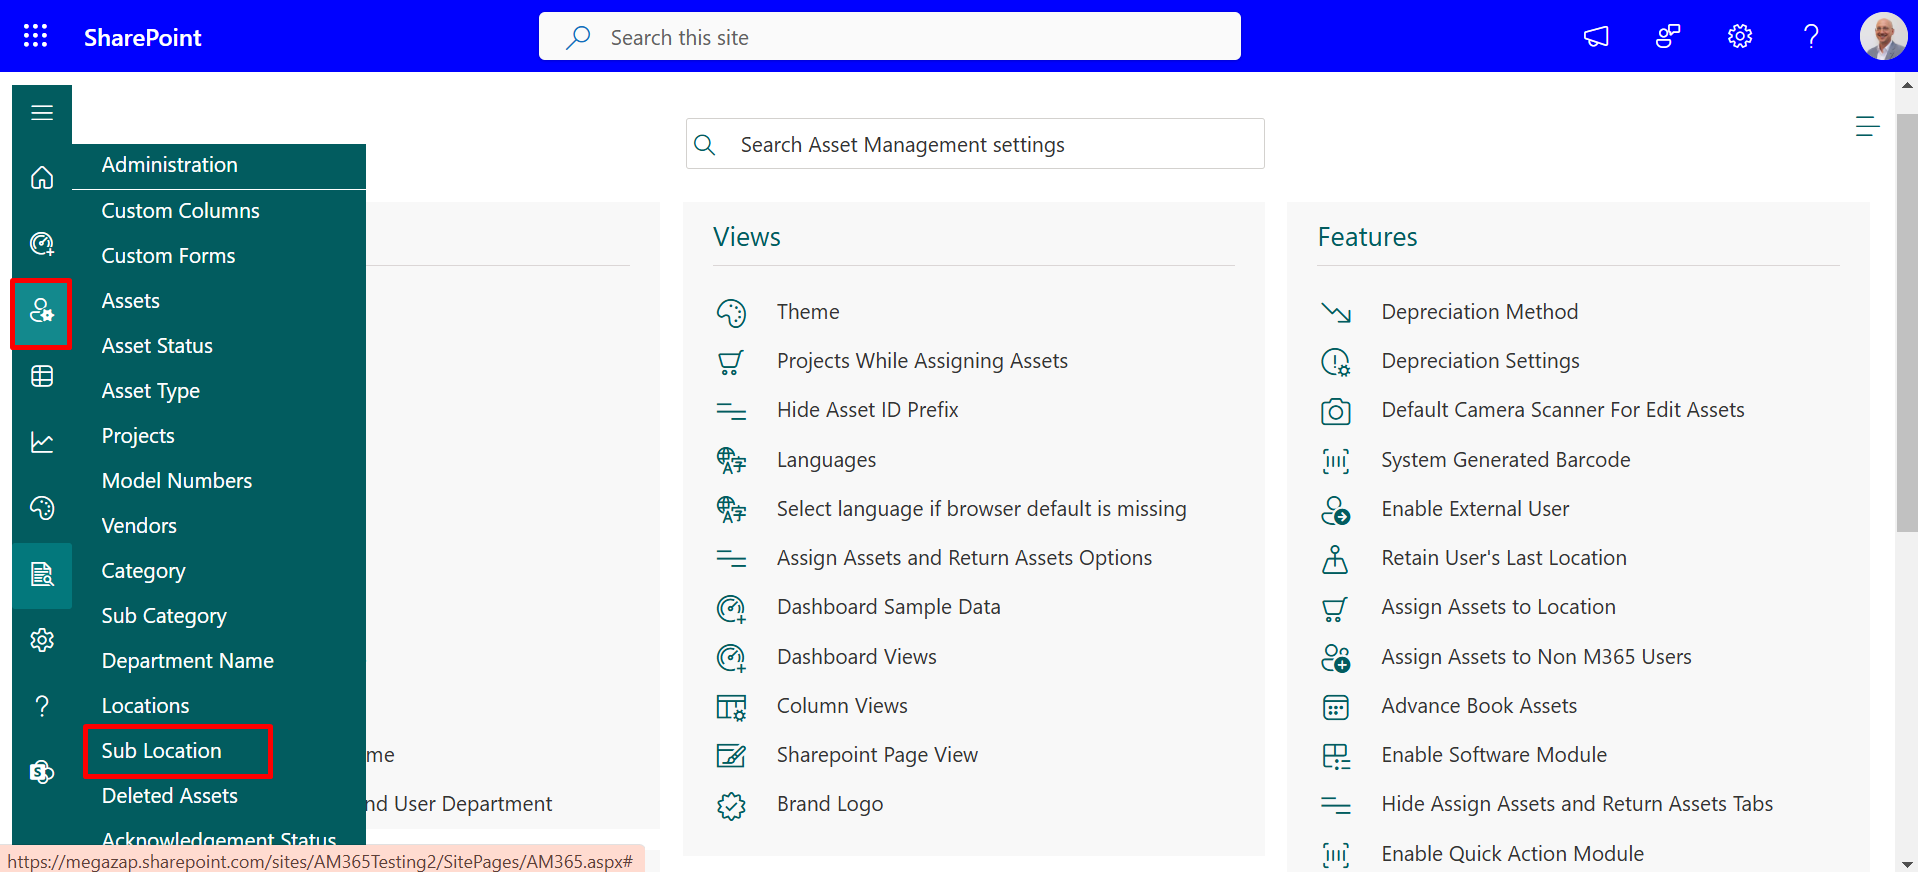 SharePoint
Search this site
Search Asset Management settings
Administration
Custom Columns
Custom Forms
Assets
Asset Status
Asset Type
Projects
Model Numbers
Vendors
Category
Sub Category
Department Name
Locations
Sub Location
Deleted Assets
Acknowledgement Status
me
nd User Department
Views
Theme
Projects While Assigning Assets
Hide Asset ID Prefix
Languages
Select language if browser default is missing
Assign Assets and Return Assets Options
Dashboard Sample Data
Dashboard Views
Column Views
Sharepoint Page View
Brand Logo
Features
Depreciation Method
Depreciation Settings
Default Camera Scanner For Edit Assets
System Generated Barcode
Enable External User
Retain User's Last Location
Assign Assets to Location
Assign Assets to Non M365 Users
Advance Book Assets
Enable Software Module
Hide Assign Assets and Return Assets Tabs
Enable Quick Action Module
https://megazap.sharepoint.com/sites/AM365Testing2/SitePages/AM365.aspx#